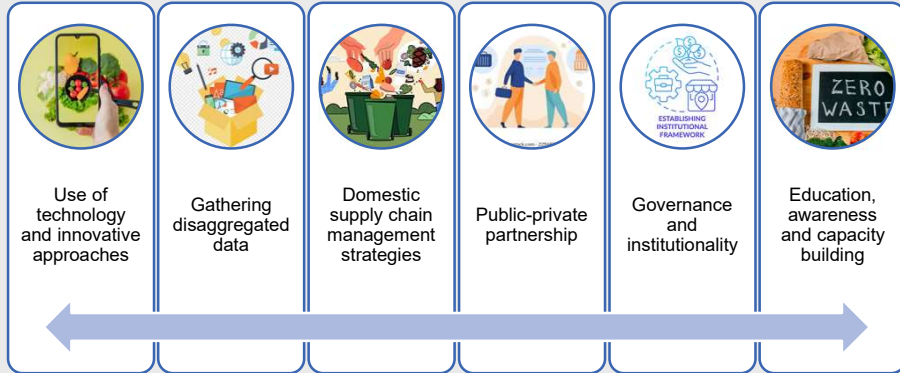 Use of
technology
and innovative
approaches
Gathering
disaggregated
data
Domestic
supply chain
management
strategies
Public-private
partnership
ESTABLISHING
INSTITUTIONAL
FRAMEWORK
Governance
and
institutionality
ZERO
WASTE
Education,
awareness
and capacity
building